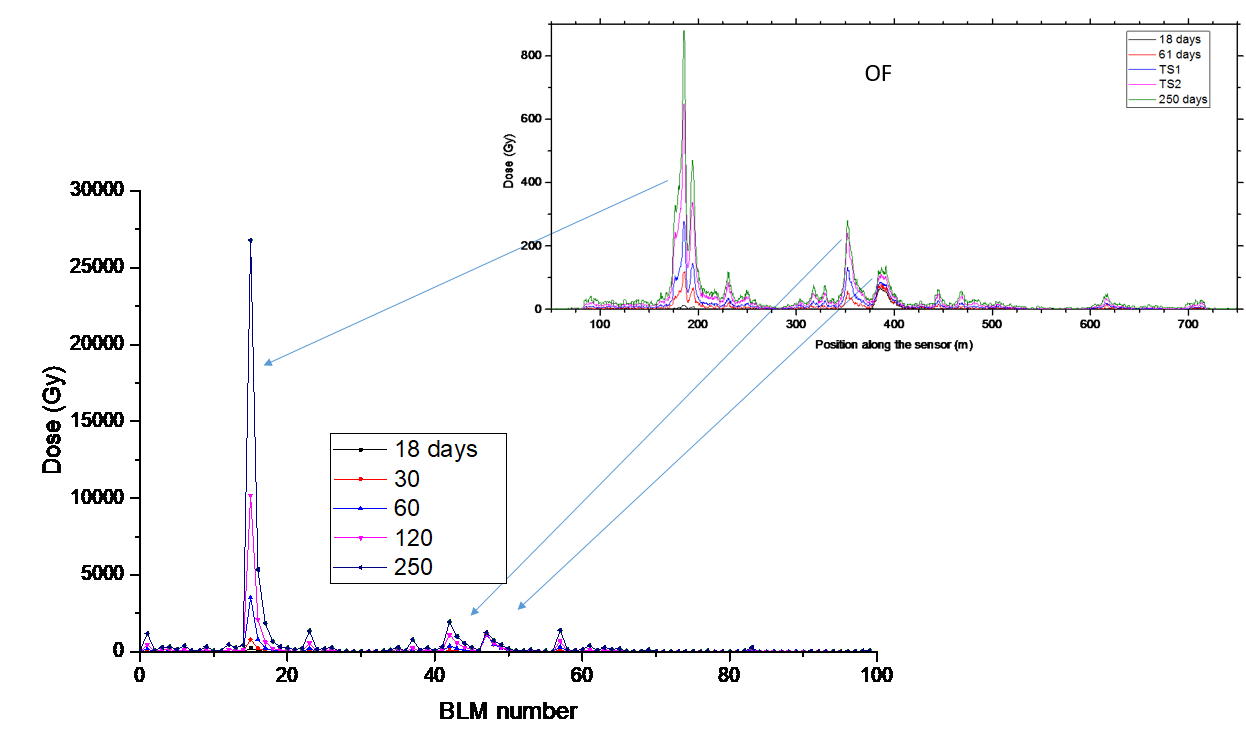 OF
18 days
61 days
TS1
TS2
250 days
Dose (Gy)
800
600
400
200
0
100 200 300 400 500 600 700
Position along the sensor (m)
Dose (Gy)
30000
25000
20000
15000
10000
5000
0
18 days
30
60
120
250
0 20 40 60 80 100
BLM number